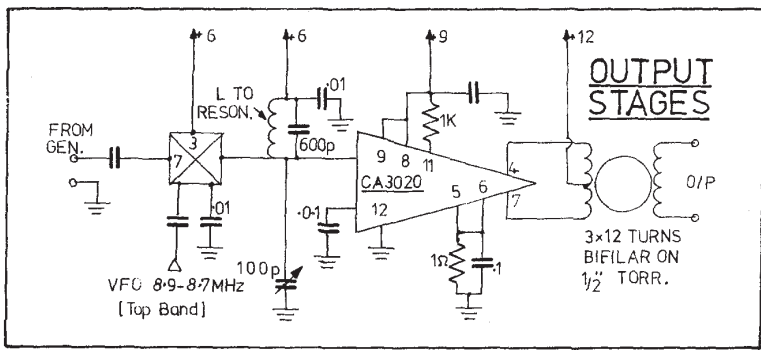 +6
+6
+9
+12
OUTPUT
STAGES
L TO
RESON.
.01
600p
1K
FROM
GEN.
3
7
9
8
11
CA3020
4
7
O/P
5
6
12
.01
.0·1
1Ω
.1
100p
3×12 TURNS
BIFILAR ON
1/2" TORR.
VFO 8·9-8·7MHz
[Top Band]